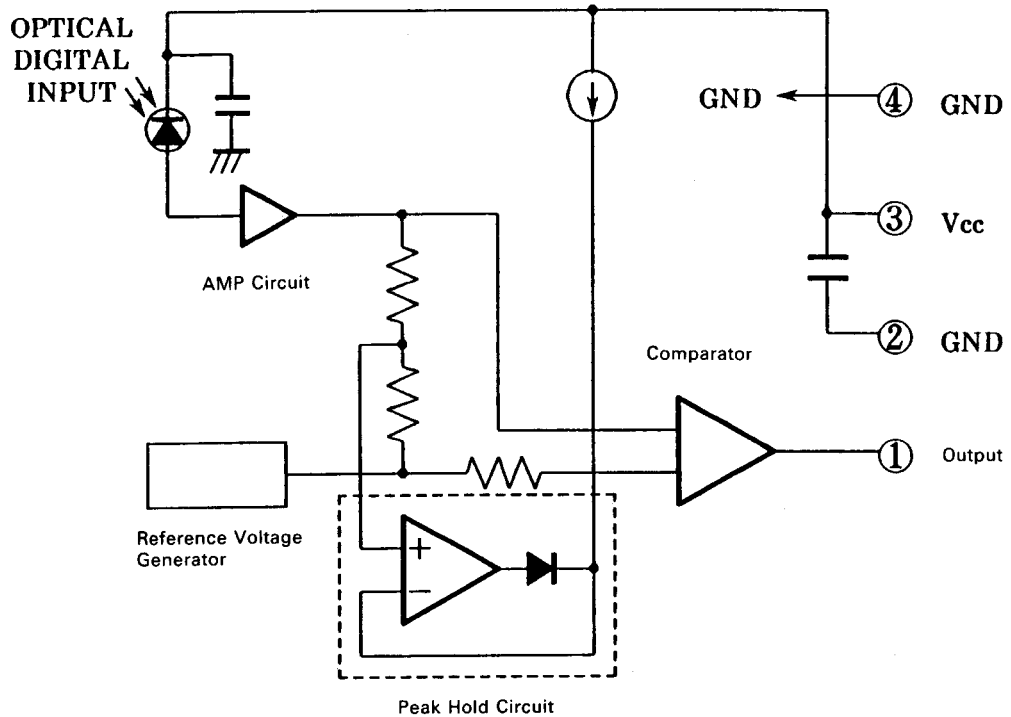 OPTICAL
DIGITAL
INPUT
GND
④ GND
AMP Circuit
③ Vcc
② GND
Comparator
① Output
Reference Voltage
Generator
+
−
Peak Hold Circuit